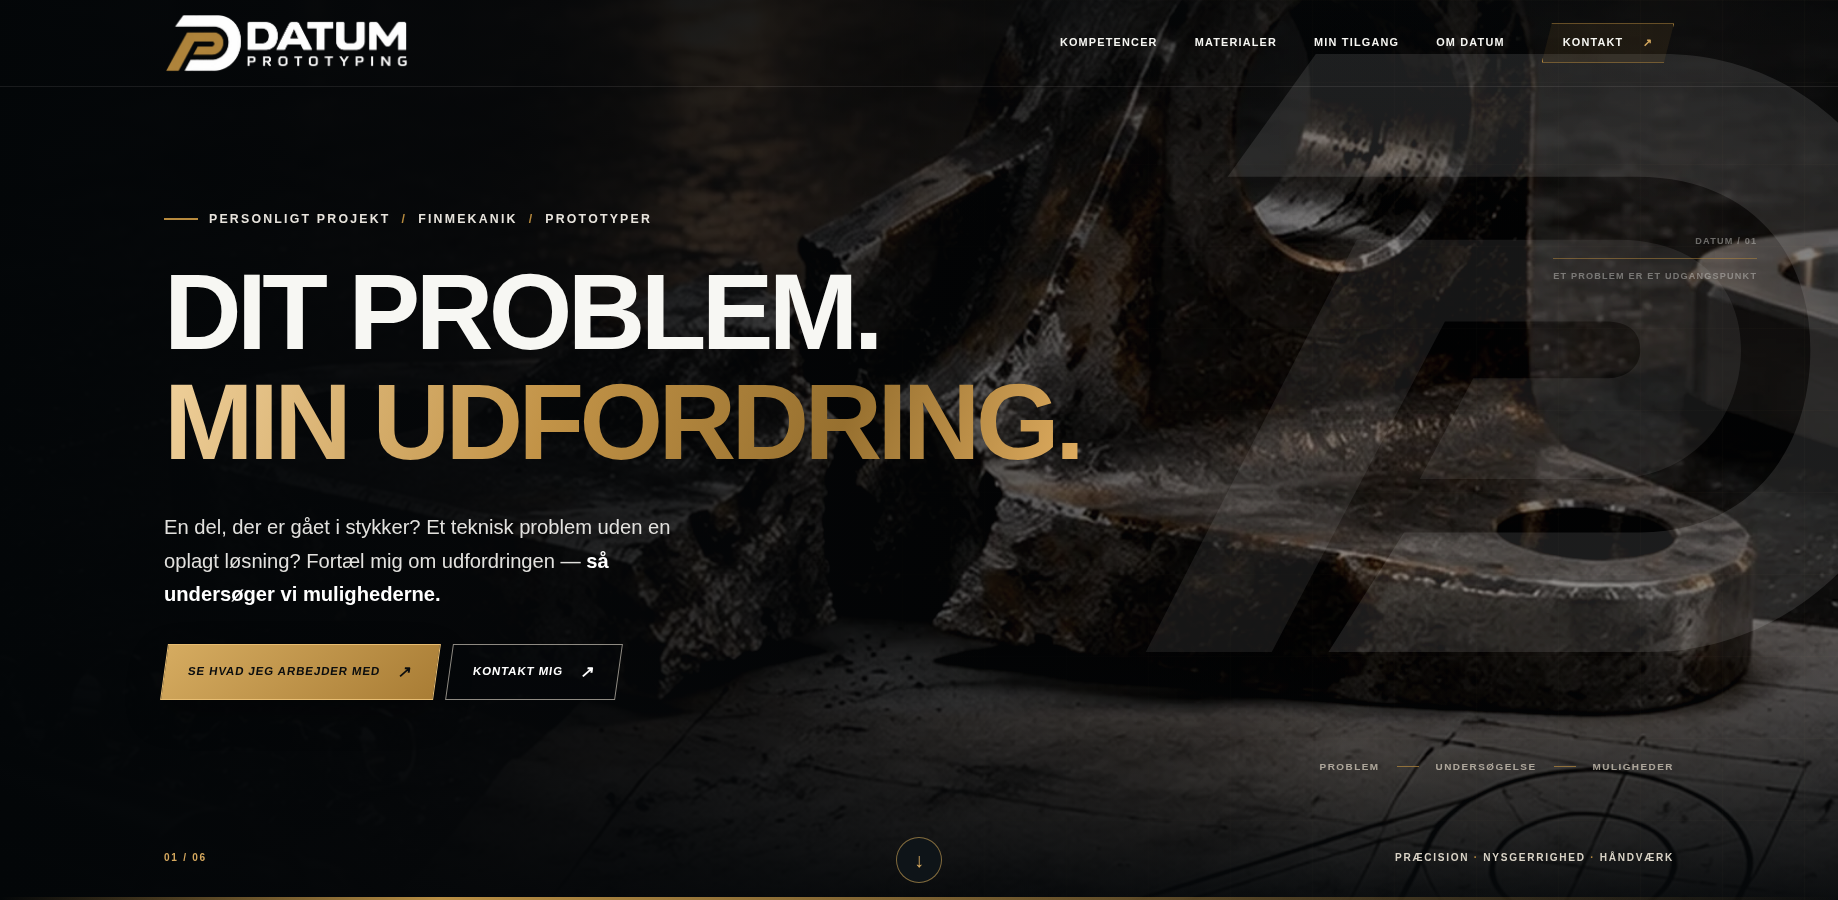 DATUM
PROTOTYPING
KOMPETENCER
MATERIALER
MIN TILGANG
OM DATUM
KONTAKT ↗
PERSONLIGT PROJEKT / FINMEKANIK / PROTOTYPER
DIT PROBLEM.
MIN UDFORDRING.
DATUM / 01
ET PROBLEM ER ET UDGANGSPUNKT
En del, der er gået i stykker? Et teknisk problem uden en
oplagt løsning? Fortæl mig om udfordringen — så
undersøger vi mulighederne.
SE HVAD JEG ARBEJDER MED ↗
KONTAKT MIG ↗
PROBLEM — UNDERSØGELSE — MULIGHEDER
01 / 06
↓
PRÆCISION · NYSGERRIGHED · HÅNDVÆRK